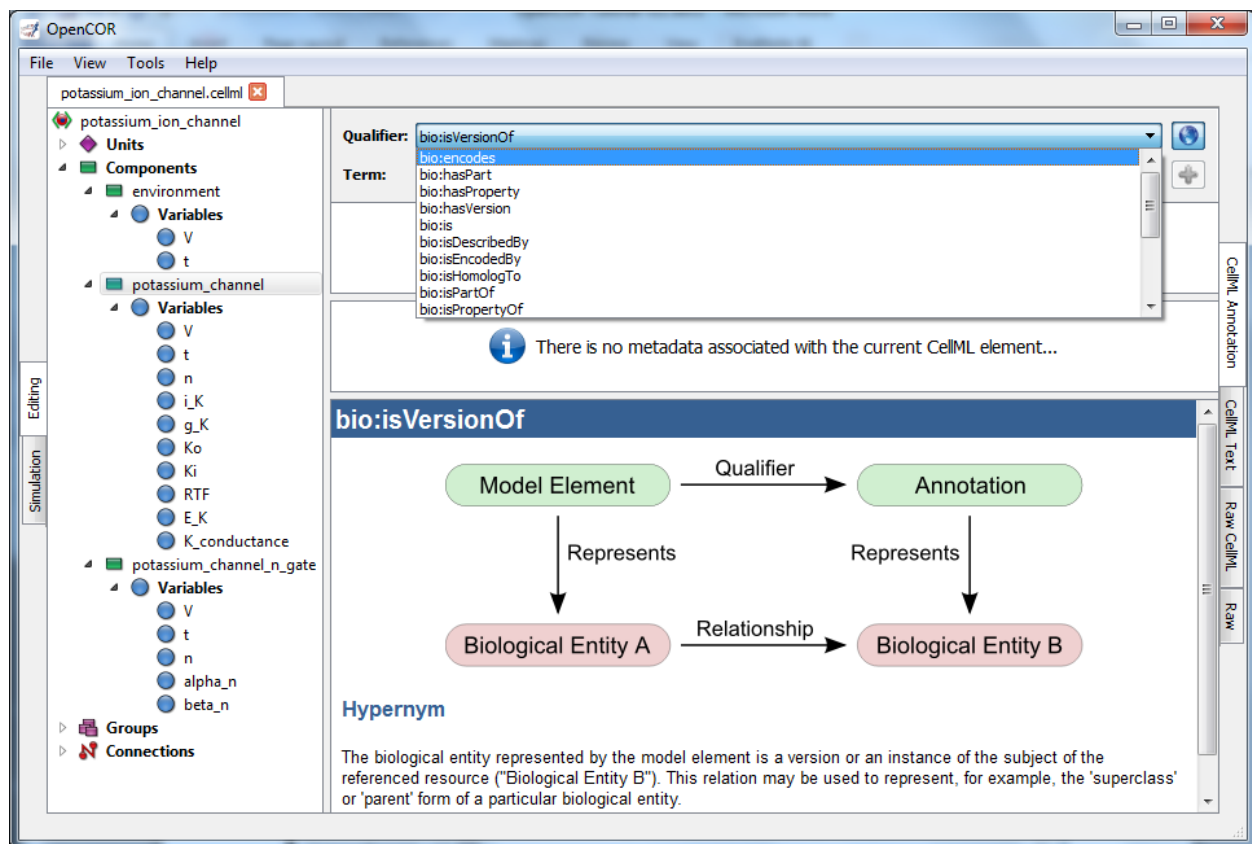 OpenCOR
File View Tools Help
potassium_ion_channel.cellml
potassium_ion_channel
Units
Components
environment
Variables
V
t
potassium_channel
Variables
V
t
n
i_K
g_K
Ko
Ki
RTF
E_K
K_conductance
potassium_channel_n_gate
Variables
V
t
n
alpha_n
beta_n
Groups
Connections
Editing
Simulation
Qualifier: bio:isVersionOf
Term:
bio:encodes
bio:hasPart
bio:hasProperty
bio:hasVersion
bio:is
bio:isDescribedBy
bio:isEncodedBy
bio:isHomologTo
bio:isPartOf
bio:isPropertyOf
There is no metadata associated with the current CellML element...
bio:isVersionOf
Model Element
Qualifier
Annotation
Represents
Represents
Biological Entity A
Relationship
Biological Entity B
Hypernym
The biological entity represented by the model element is a version or an instance of the subject of the
referenced resource ("Biological Entity B"). This relation may be used to represent, for example, the 'superclass'
or 'parent' form of a particular biological entity.
CellML Annotation
CellML Text
Raw CellML
Raw